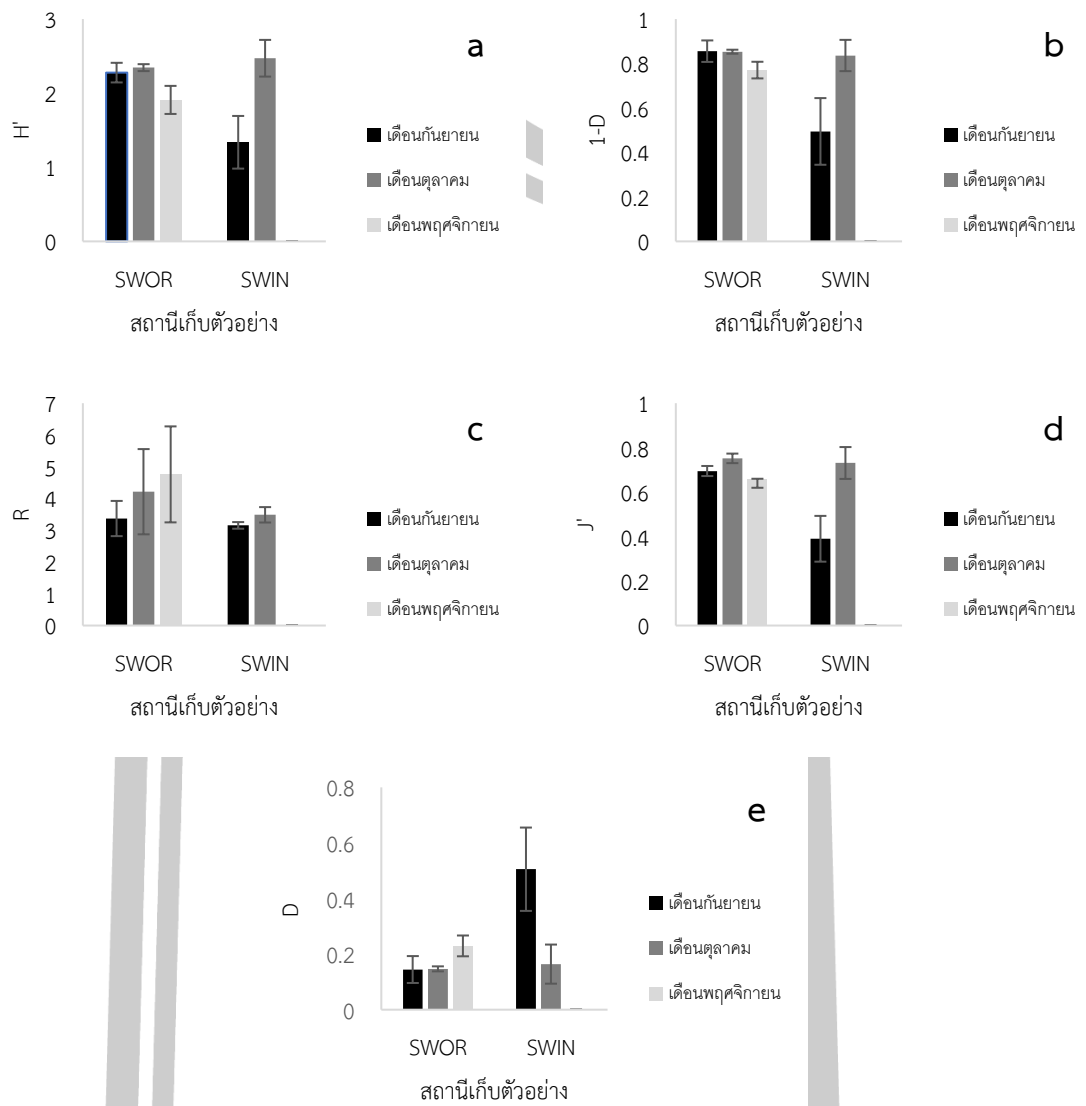 a
3
2
1
0
H'
SWOR SWIN
สถานีเก็บตัวอย่าง
เดือนกันยายน
เดือนตุลาคม
เดือนพฤศจิกายน
b
1
0.8
0.6
0.4
0.2
0
1-D
SWOR SWIN
สถานีเก็บตัวอย่าง
เดือนกันยายน
เดือนตุลาคม
เดือนพฤศจิกายน
c
7
6
5
4
3
2
1
0
R
SWOR SWIN
สถานีเก็บตัวอย่าง
เดือนกันยายน
เดือนตุลาคม
เดือนพฤศจิกายน
d
1
0.8
0.6
0.4
0.2
0
J'
SWOR SWIN
สถานีเก็บตัวอย่าง
เดือนกันยายน
เดือนตุลาคม
เดือนพฤศจิกายน
e
0.8
0.6
0.4
0.2
0
D
SWOR SWIN
สถานีเก็บตัวอย่าง
เดือนกันยายน
เดือนตุลาคม
เดือนพฤศจิกายน